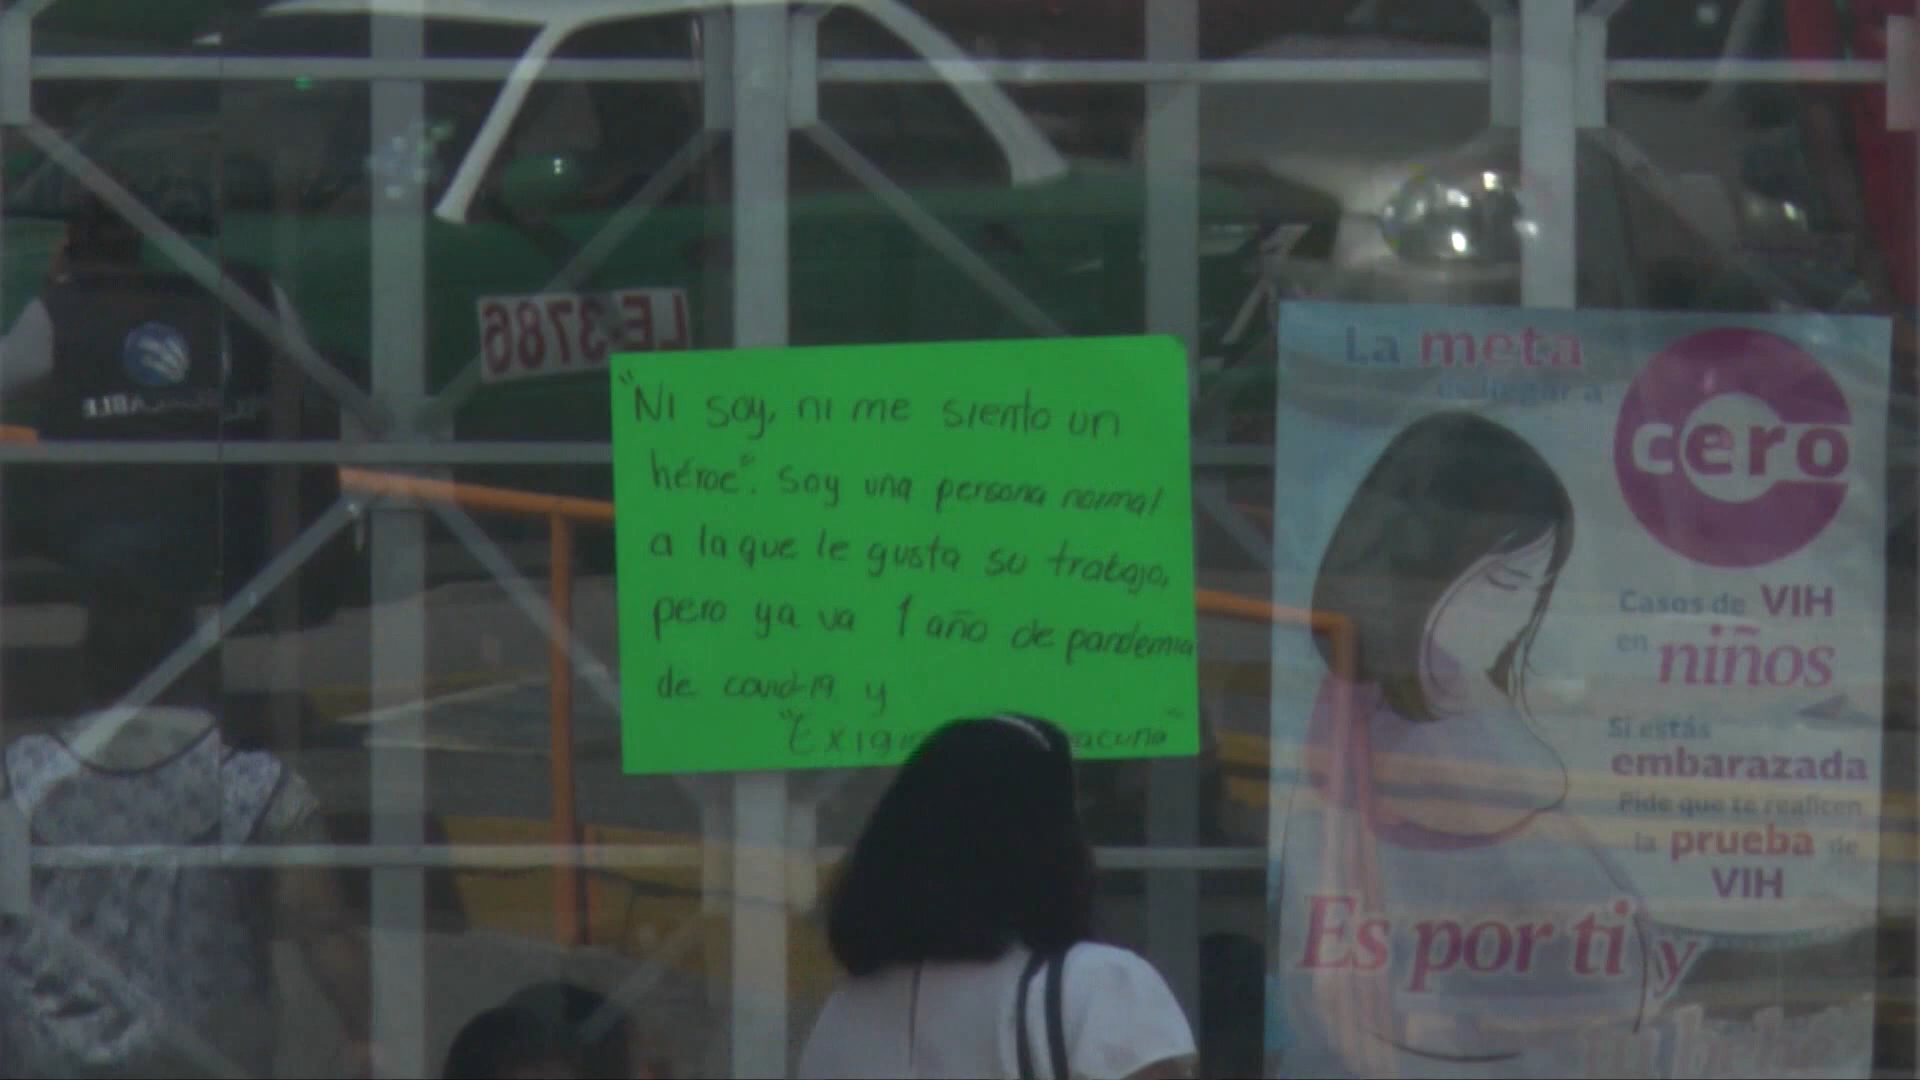 LE-3786
"Ni soy, ni me siento un
héroe". Soy una persona normal
a la que le gusta su trabajo,
pero ya va 1 año de pandemia
de covid-19 y
La meta
es llegar a
cero
Casos de VIH
en niños
Si estás
embarazada
Pide que te realicen
la prueba de
VIH
Es por ti y